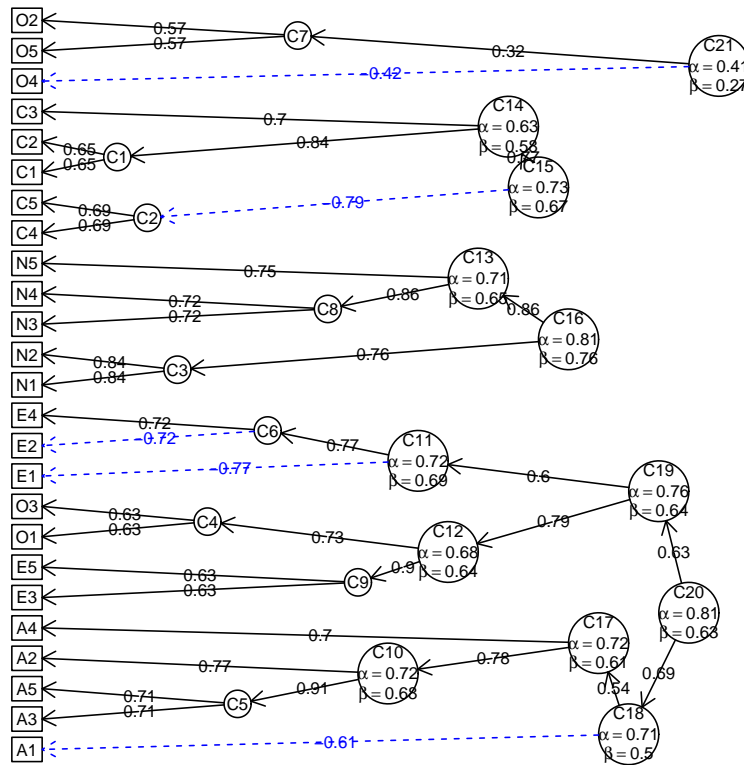 O2
0.57
O5
0.57
C7
0.32
C21
α = 0.41
β = 0.27
O4
-0.42
C3
0.7
C14
α = 0.63
β = 0.58
C2
0.65
C1
0.65
C1
0.84
C15
α = 0.73
β = 0.67
C5
0.69
C4
0.69
C2
-0.79
N5
0.75
C13
α = 0.71
β = 0.65
N4
0.72
N3
0.72
C8
0.86
0.86
C16
α = 0.81
β = 0.76
N2
0.84
N1
0.84
C3
0.76
E4
0.72
E2
-0.72
C6
0.77
C11
α = 0.72
β = 0.69
E1
-0.77
0.6
C19
α = 0.76
β = 0.64
O3
0.63
O1
0.63
C4
0.73
C12
α = 0.68
β = 0.64
0.79
E5
0.63
E3
0.63
C9
0.9
0.63
C20
α = 0.81
β = 0.63
A4
0.7
C17
α = 0.72
β = 0.61
A2
0.77
C10
α = 0.72
β = 0.68
0.78
A5
0.71
A3
0.71
C5
0.91
0.54
0.69
A1
-0.61
C18
α = 0.71
β = 0.5